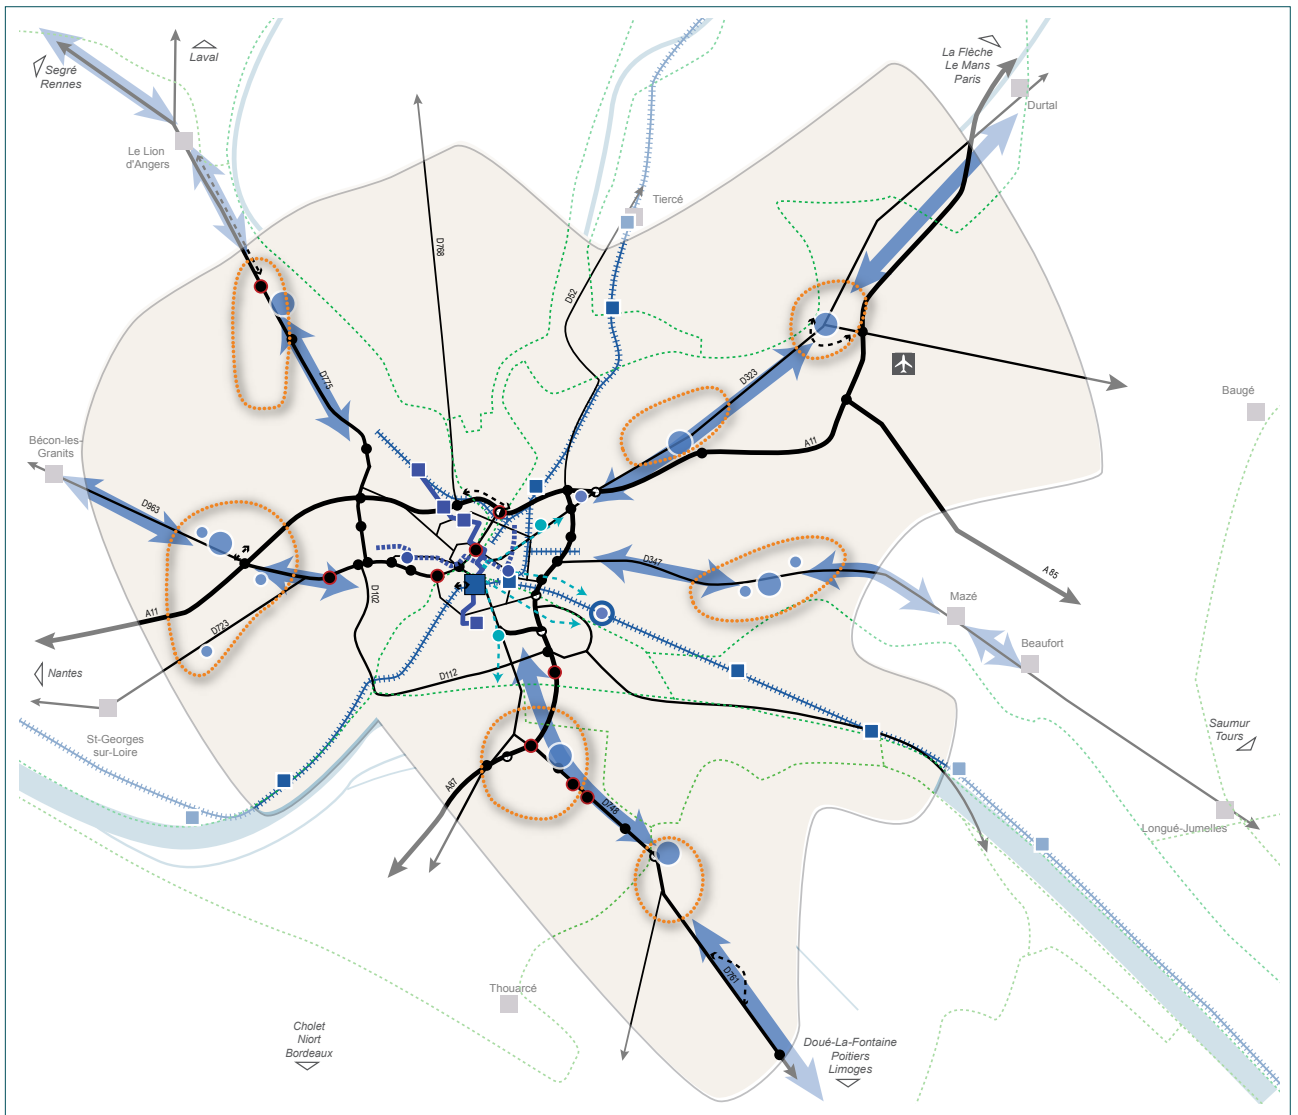 Laval
Segré
Rennes
La Flèche
Le Mans
Paris
Durtal
Le Lion
d'Angers
Tiercé
D768
D52
D775
D323
Baugé
A11
Bécon-les-
Granits
D963
D347
A85
Mazé
A11
D723
D102
Beaufort
Nantes
D112
St-Georges
sur-Loire
Saumur
Tours
A87
D748
Longué-Jumelles
D761
Thouarcé
Cholet
Niort
Bordeaux
Doué-La-Fontaine
Poitiers
Limoges